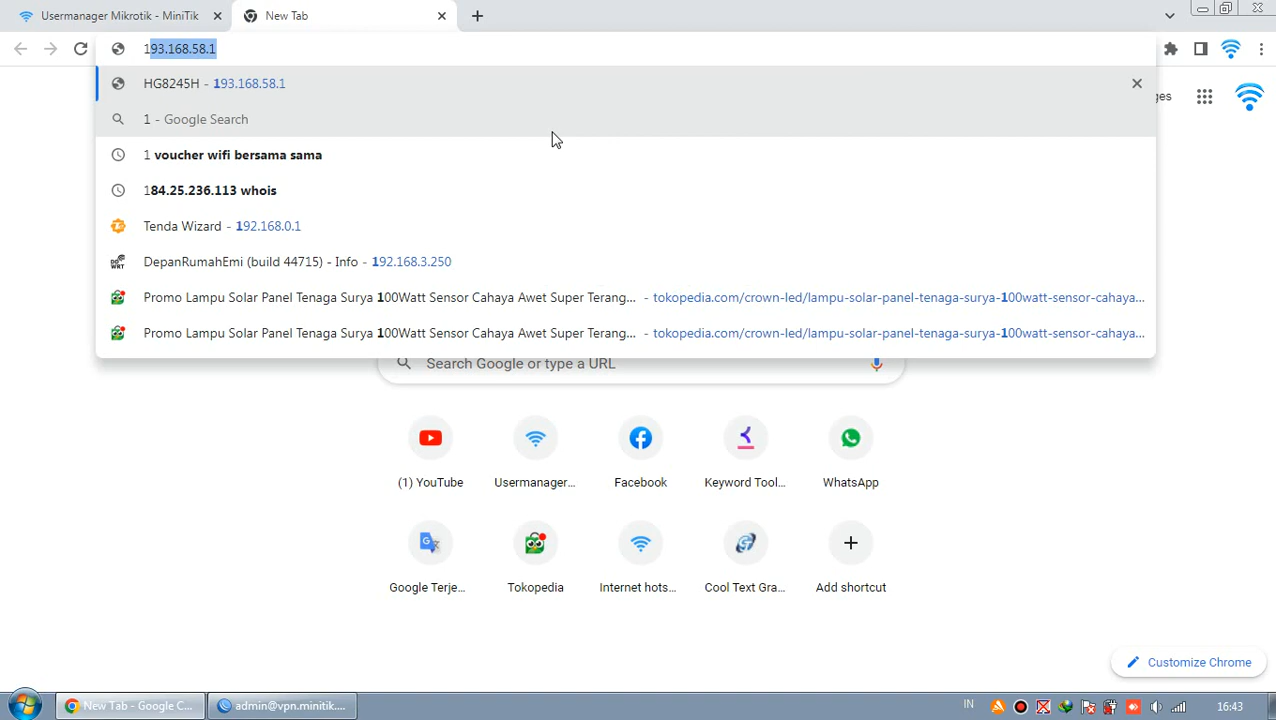 Usermanager Mikrotik - MiniTik
New Tab
193.168.58.1
HG8245H - 193.168.58.1
1 - Google Search
1 voucher wifi bersama sama
184.25.236.113 whois
Tenda Wizard - 192.168.0.1
DepanRumahEmi (build 44715) - Info - 192.168.3.250
Promo Lampu Solar Panel Tenaga Surya 100Watt Sensor Cahaya Awet Super Terang... - tokopedia.com/crown-led/lampu-solar-panel-tenaga-surya-100watt-sensor-cahaya...
Promo Lampu Solar Panel Tenaga Surya 100Watt Sensor Cahaya Awet Super Terang... - tokopedia.com/crown-led/lampu-solar-panel-tenaga-surya-100watt-sensor-cahaya...
ges
Search Google or type a URL
(1) YouTube
Usermanager...
Facebook
Keyword Tool...
WhatsApp
Google Terje...
Tokopedia
Internet hots...
Cool Text Gra...
Add shortcut
Customize Chrome
New Tab - Google C...
admin@vpn.minitik....
IN
16:43